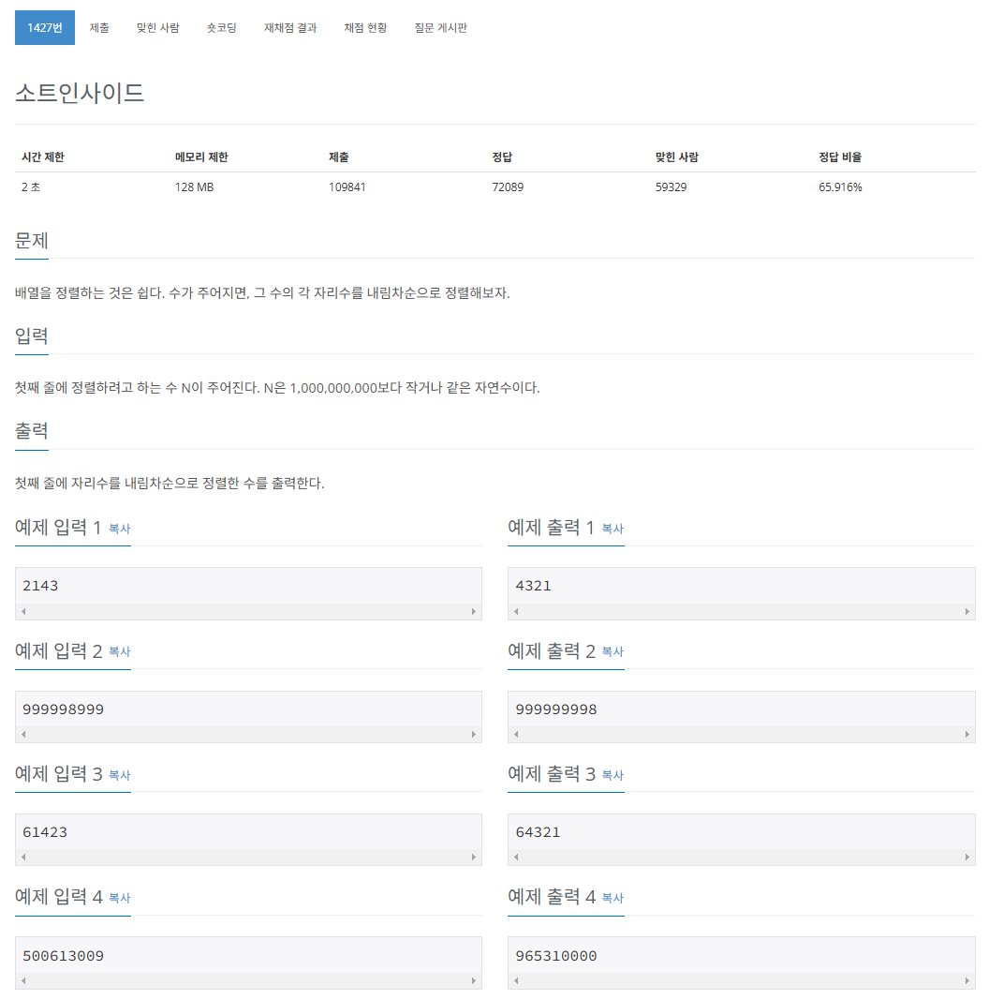 1427번 제출 맞힌 사람 숏코딩 재채점 결과 채점 현황 질문 게시판
소트인사이드
시간 제한 메모리 제한 제출 정답 맞힌 사람 정답 비율
2 초 128 MB 109841 72089 59329 65.916%
문제
배열을 정렬하는 것은 쉽다. 수가 주어지면, 그 수의 각 자리수를 내림차순으로 정렬해보자.
입력
첫째 줄에 정렬하려고 하는 수 N이 주어진다. N은 1,000,000,000보다 작거나 같은 자연수이다.
출력
첫째 줄에 자리수를 내림차순으로 정렬한 수를 출력한다.
예제 입력 1 복사 예제 출력 1 복사
2143 4321
예제 입력 2 복사 예제 출력 2 복사
999998999 999999998
예제 입력 3 복사 예제 출력 3 복사
61423 64321
예제 입력 4 복사 예제 출력 4 복사
500613009 965310000